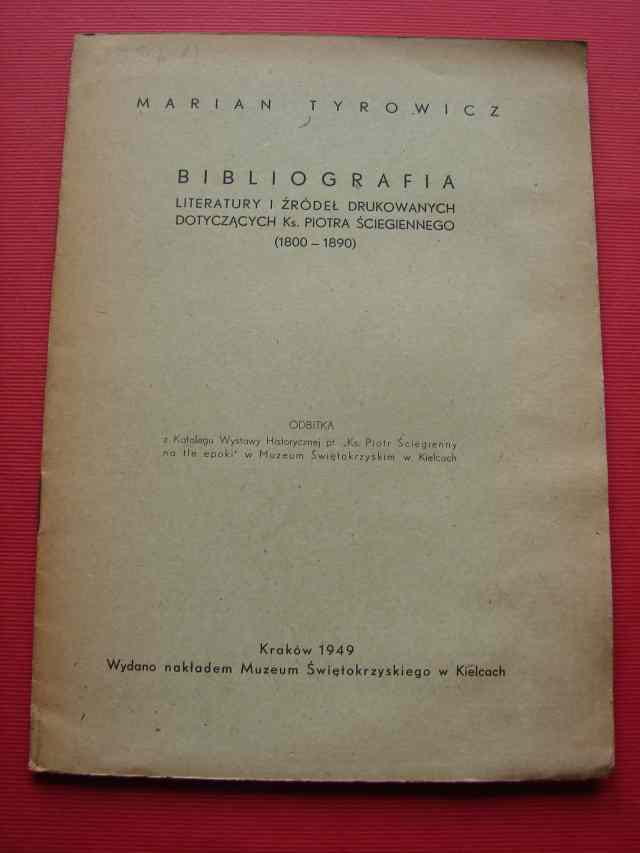 MARIAN TYROWICZ
BIBLIOGRAFIA
LITERATURY I ŹRÓDEŁ DRUKOWANYCH
DOTYCZĄCYCH Ks. PIOTRA ŚCIEGIENNEGO
(1800 – 1890)
ODBITKA
z Katalogu Wystawy Historycznej pt. „Ks. Piotr Ściegienny
na tle epoki" w Muzeum Świętokrzyskim w Kielcach
Kraków 1949
Wydano nakładem Muzeum Świętokrzyskiego w Kielcach